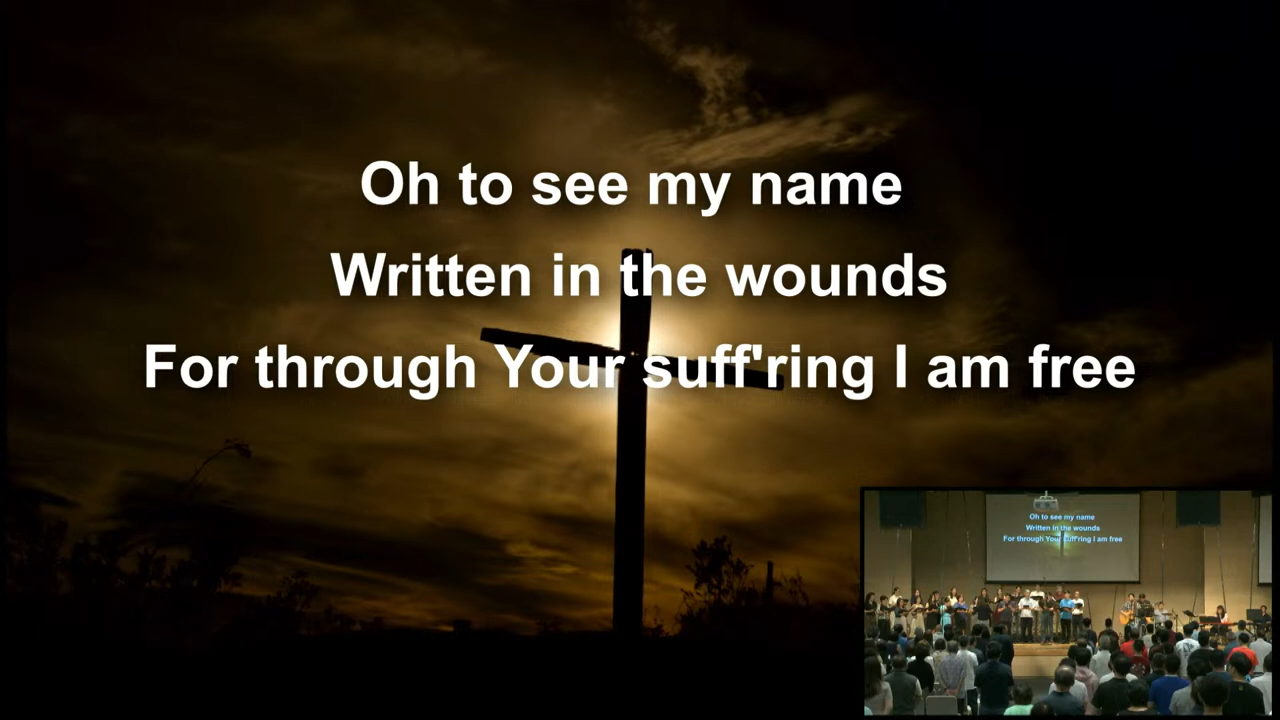 Oh to see my name
Written in the wounds
For through Your suff'ring I am free
Oh to see my name
Written in the wounds
For through Your suff'ring I am free